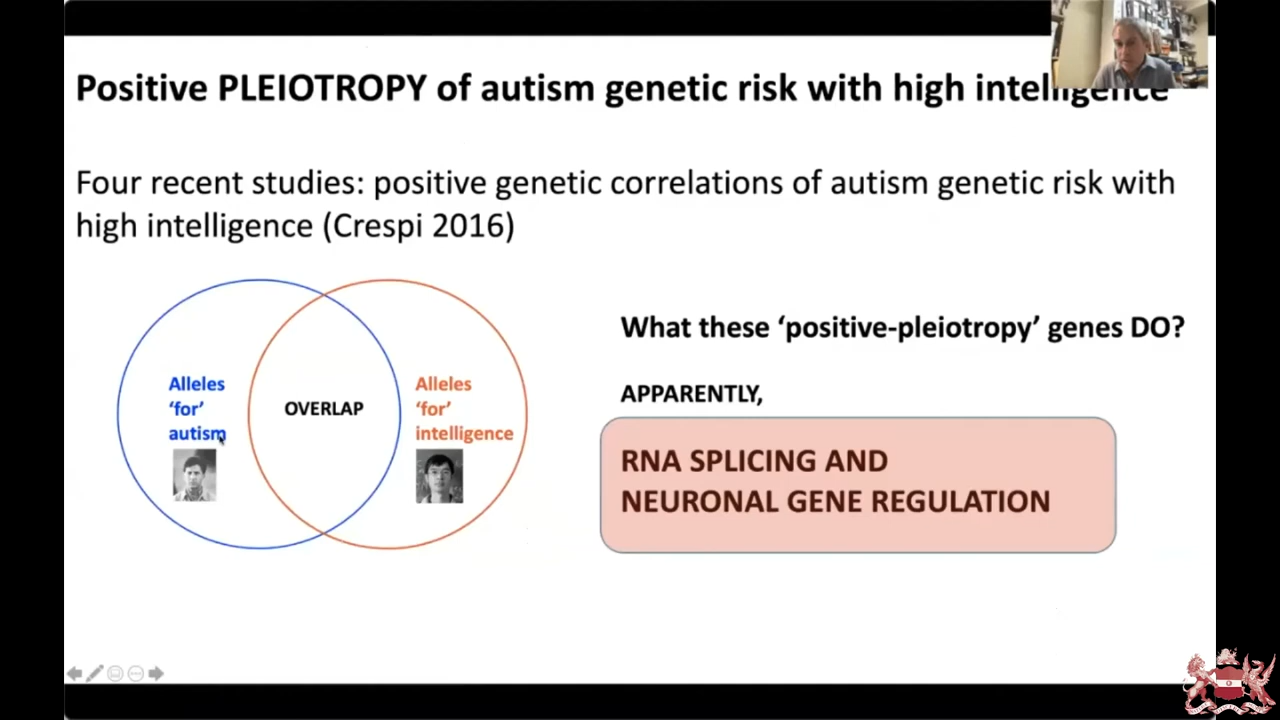 Positive PLEIOTROPY of autism genetic risk with high intelligence
Four recent studies: positive genetic correlations of autism genetic risk with
high intelligence (Crespi 2016)
What these ‘positive-pleiotropy’ genes DO?
Alleles
‘for’
autism
OVERLAP
Alleles
‘for’
intelligence
APPARENTLY,
RNA SPLICING AND
NEURONAL GENE REGULATION